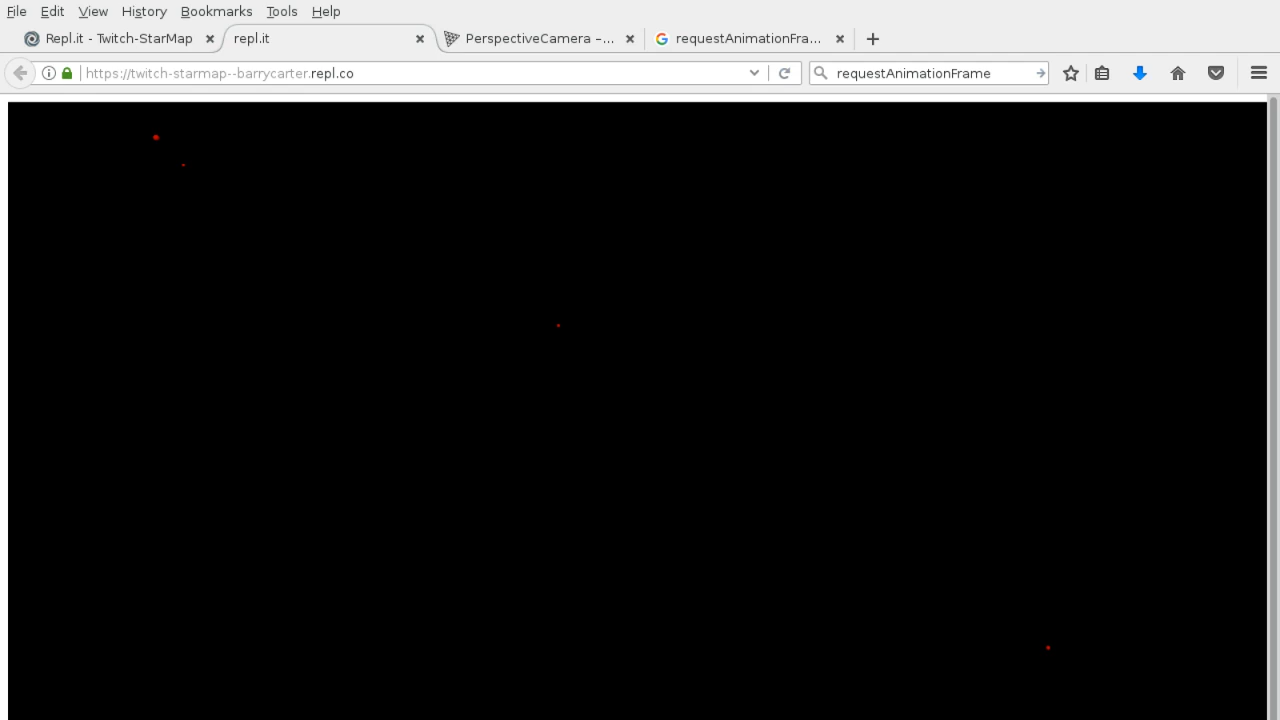 File Edit View History Bookmarks Tools Help
Repl.it - Twitch-StarMap repl.it PerspectiveCamera –... requestAnimationFra...
https://twitch-starmap--barrycarter.repl.co requestAnimationFrame